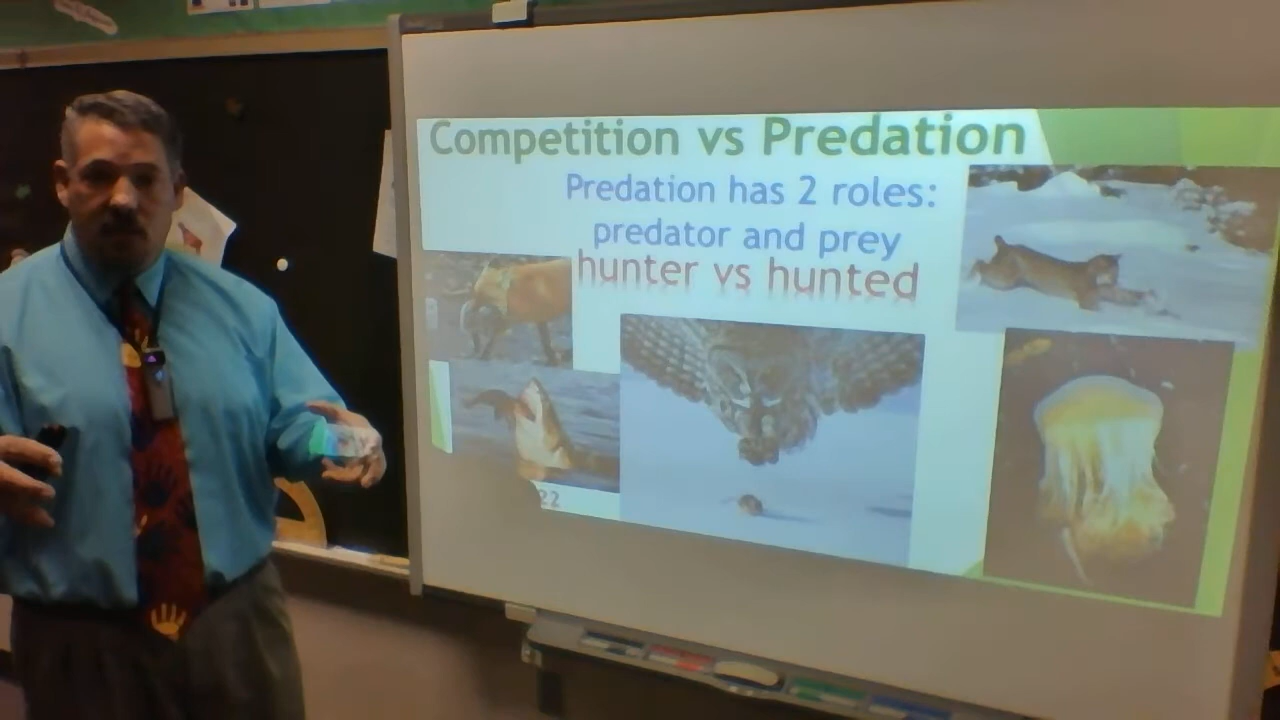 Competition vs Predation
Predation has 2 roles:
predator and prey
hunter vs hunted
22